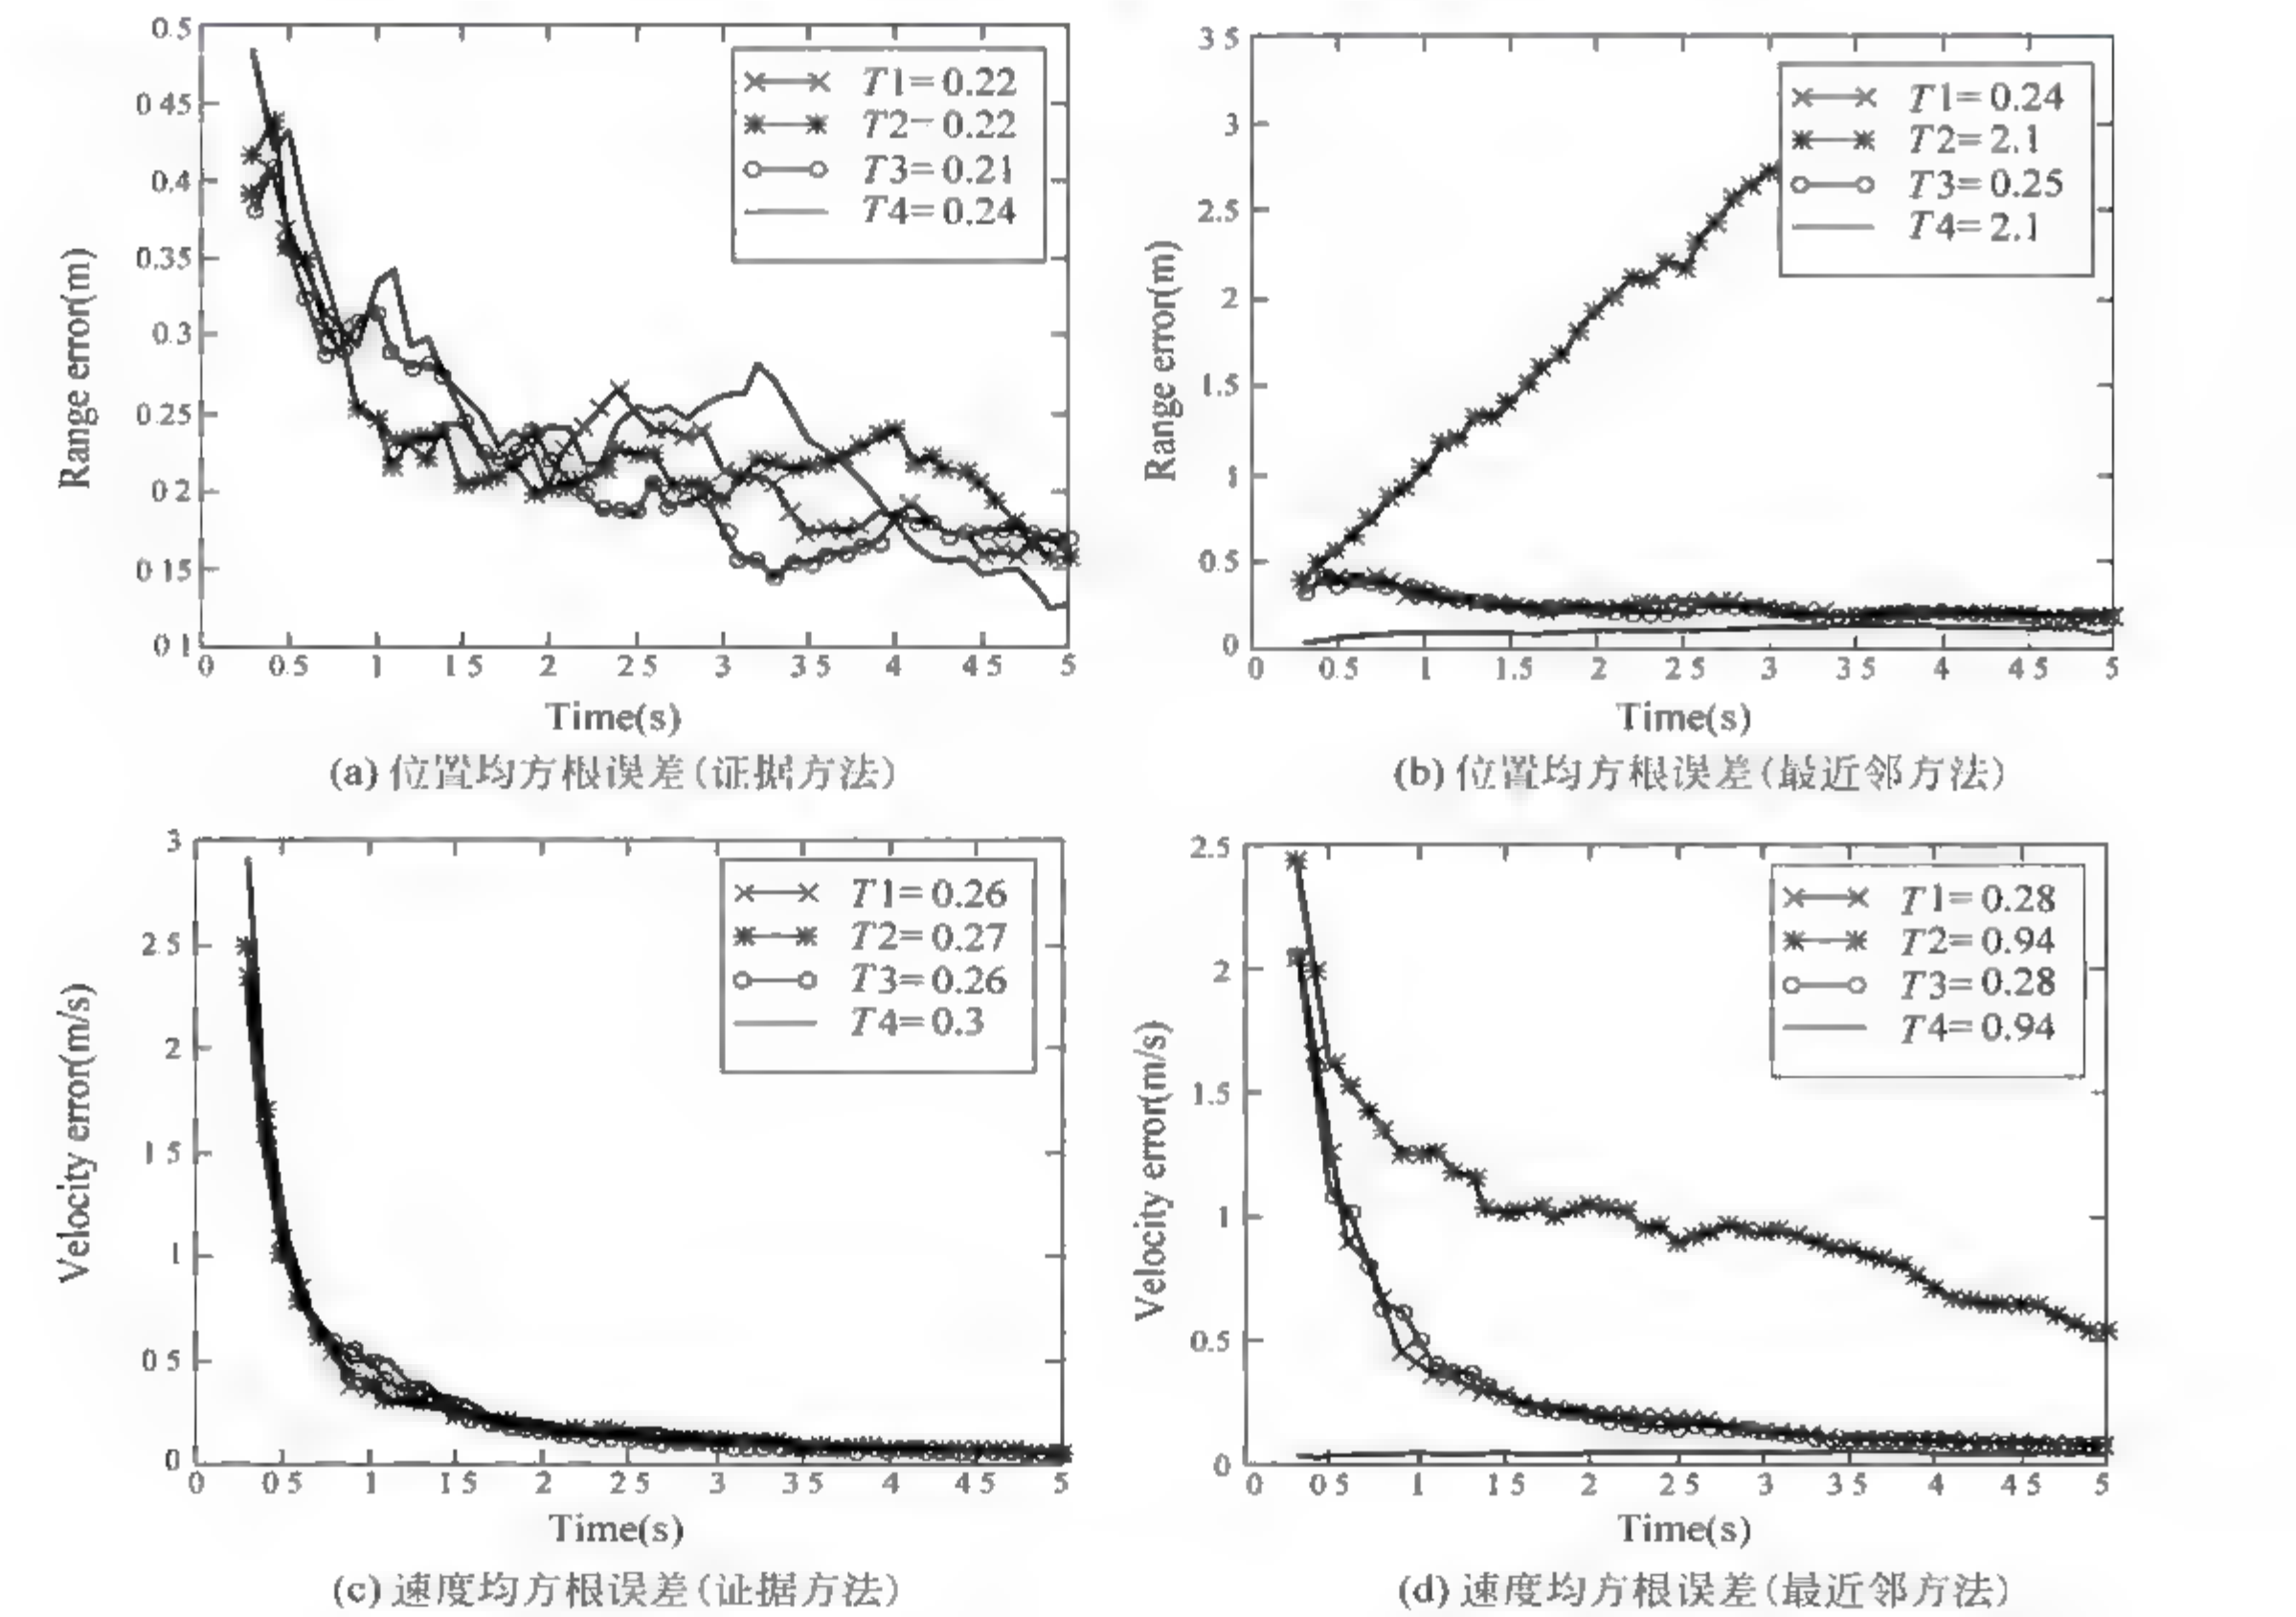 0.5
0 45
0.4
0.35
0.3
0.25
0 2
0 15
0 1
Range error(m)
T1=0.22
T2=0.22
T3=0.21
T4=0.24
0 0.5 1 1 5 2 2 5 3 3 5 4 4 5 5
Time(s)
(a) 位置均方根误差(证据方法)
3 5
3
2.5
2
1.5
1
0.5
0
Range error(m)
T1=0.24
T2=2.1
T3=0.25
T4=2.1
0 0.5 1 1.5 2 2.5 3 3 5 4 4 5 5
Time(s)
(b) 位置均方根误差(最近邻方法)
3
2 5
2
1 5
1
0 5
0
Velocity error(m/s)
T1=0.26
T2=0.27
T3=0.26
T4=0.3
0 0 5 1 1 5 2 2 5 3 3 5 4 4 5 5
Time(s)
(c) 速度均方根误差(证据方法)
2.5
2
1.5
1
0.5
0
Velocity error(m/s)
T1=0.28
T2=0.94
T3=0.28
T4=0.94
0 0 5 1 1 5 2 2 5 3 3 5 4 4 5 5
Time(s)
(d) 速度均方根误差(最近邻方法)